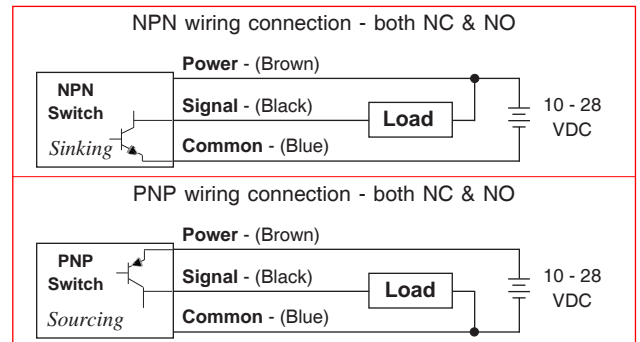 NPN wiring connection - both NC & NO
Power - (Brown)
NPN
Switch
Signal - (Black)
Load
10 - 28
VDC
Sinking
Common - (Blue)
PNP wiring connection - both NC & NO
Power - (Brown)
PNP
Switch
Signal - (Black)
Load
10 - 28
VDC
Sourcing
Common - (Blue)